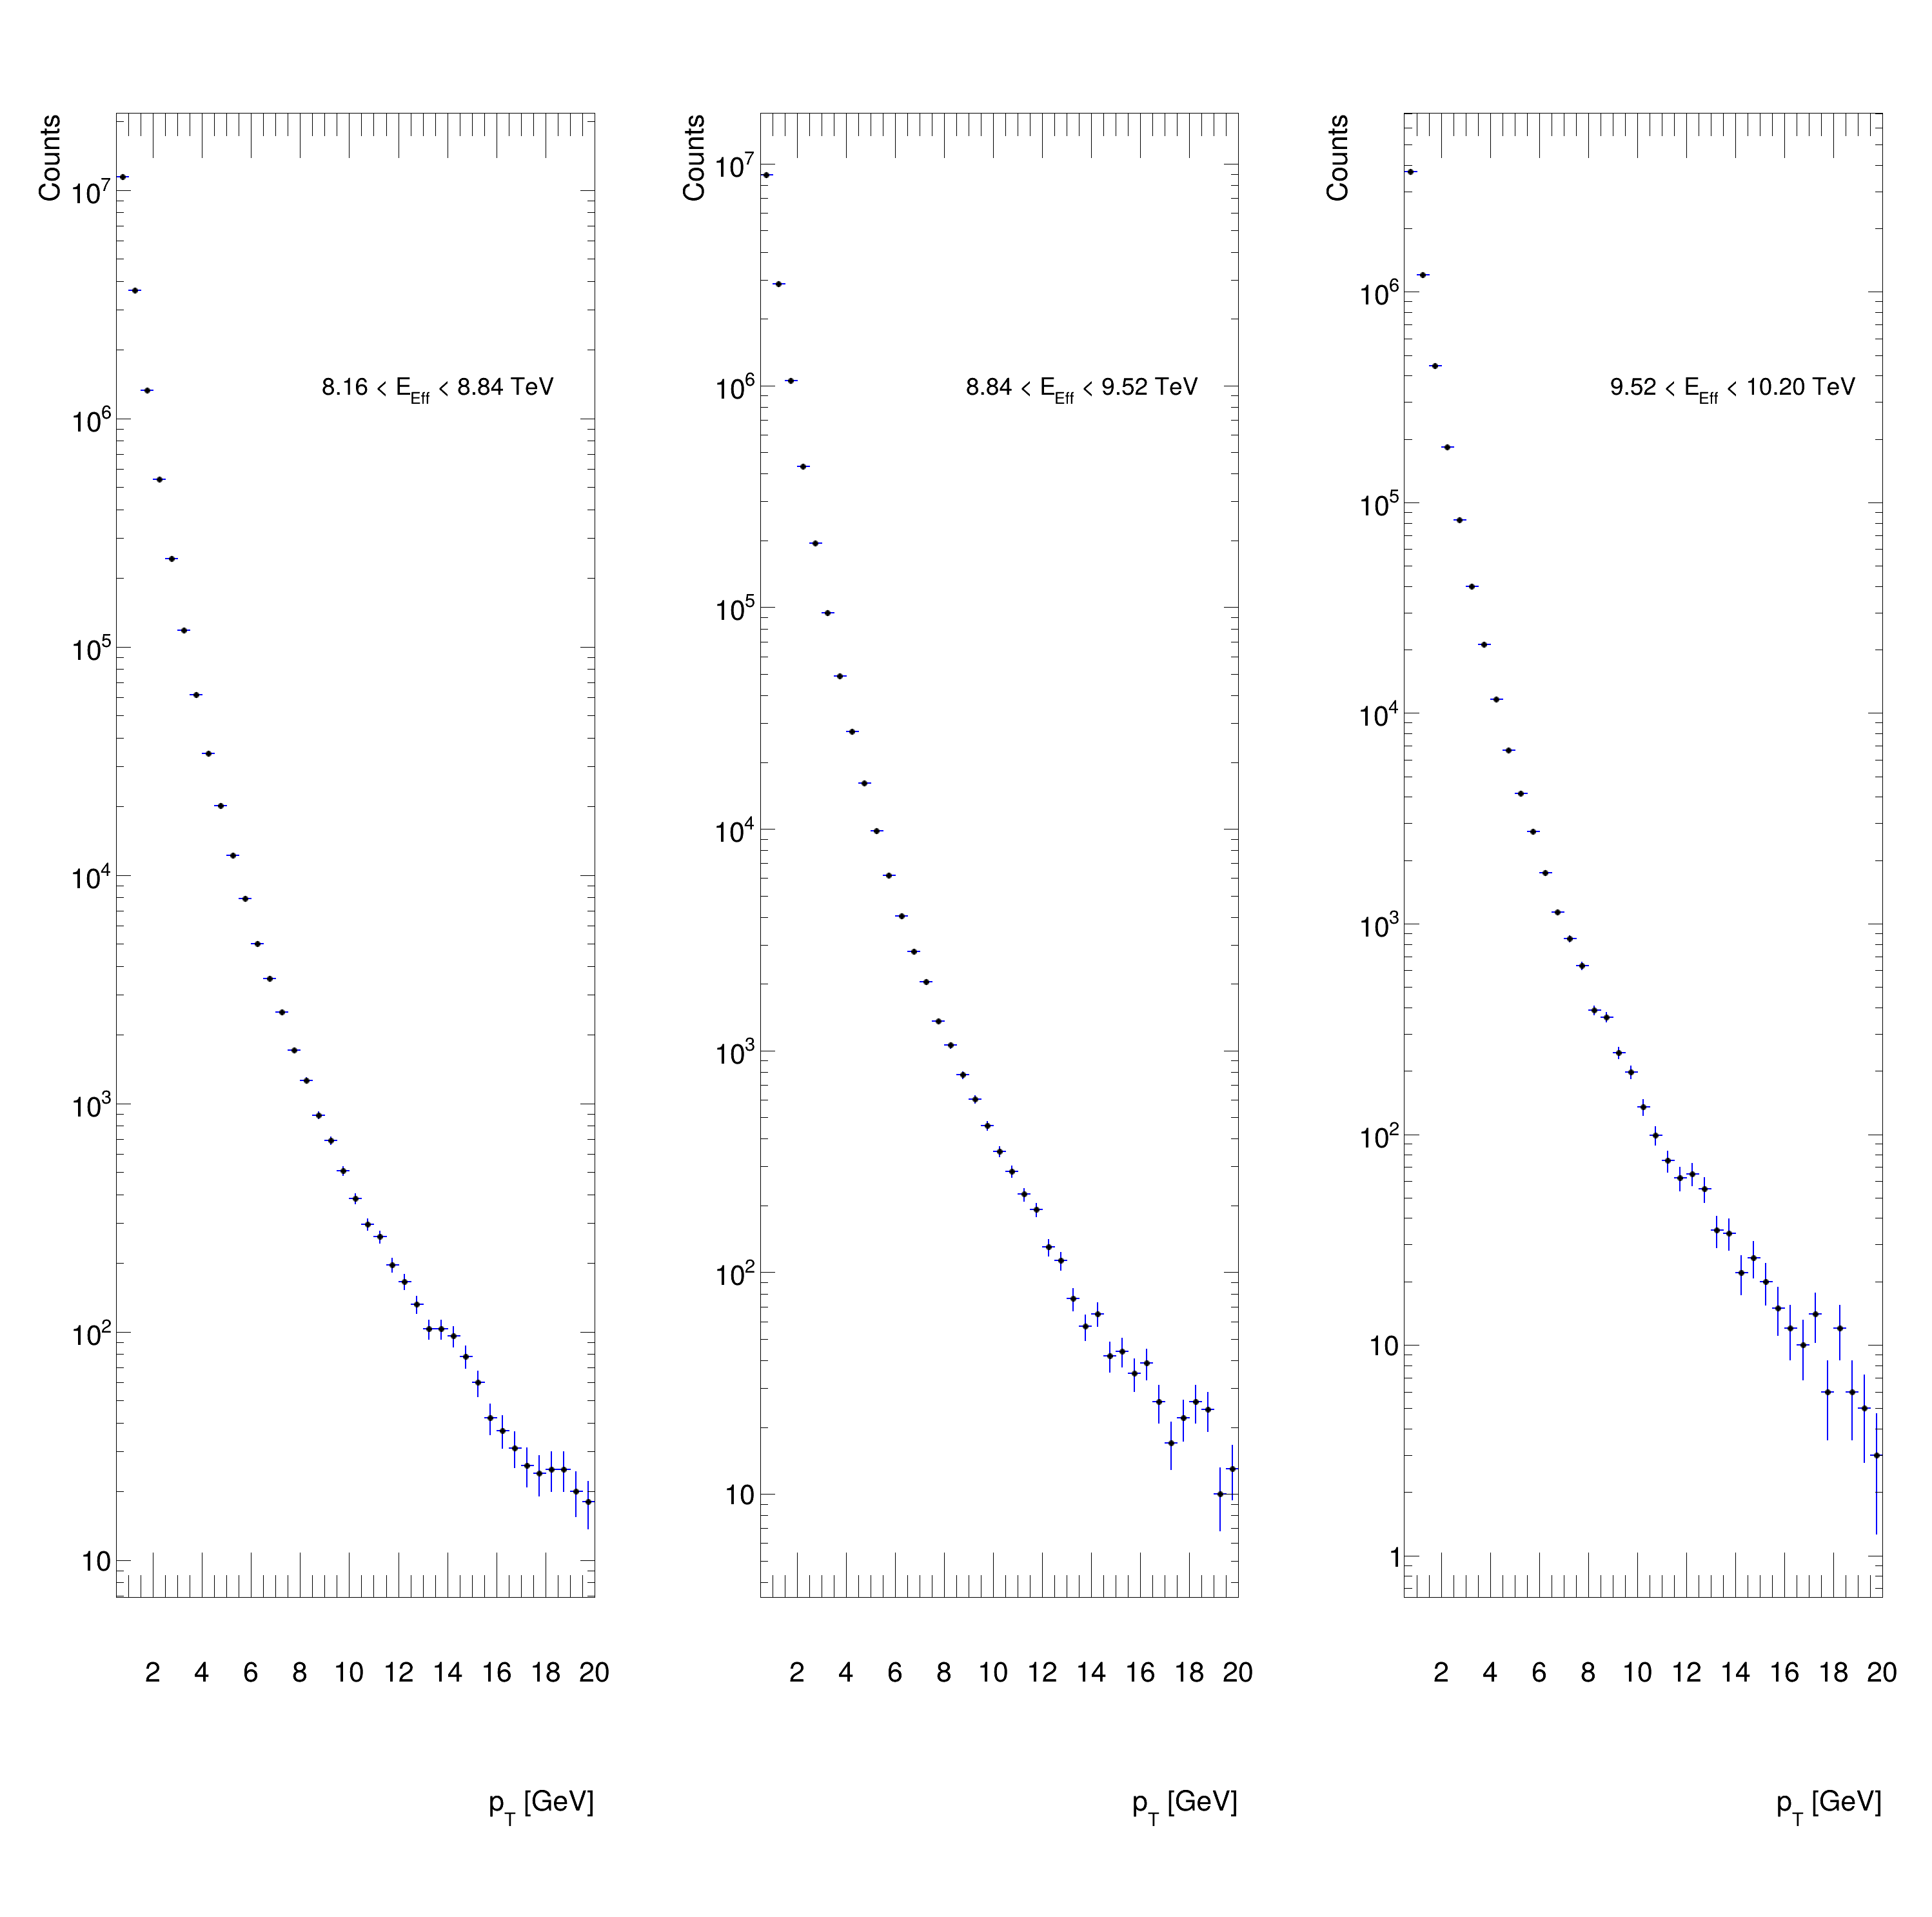 Counts
10^7
10^6
10^5
10^4
10^3
10^2
10
8.16 < E_Eff < 8.84 TeV
2 4 6 8 10 12 14 16 18 20
p_T [GeV]
Counts
10^7
10^6
10^5
10^4
10^3
10^2
10
8.84 < E_Eff < 9.52 TeV
2 4 6 8 10 12 14 16 18 20
p_T [GeV]
Counts
10^6
10^5
10^4
10^3
10^2
10
1
9.52 < E_Eff < 10.20 TeV
2 4 6 8 10 12 14 16 18 20
p_T [GeV]